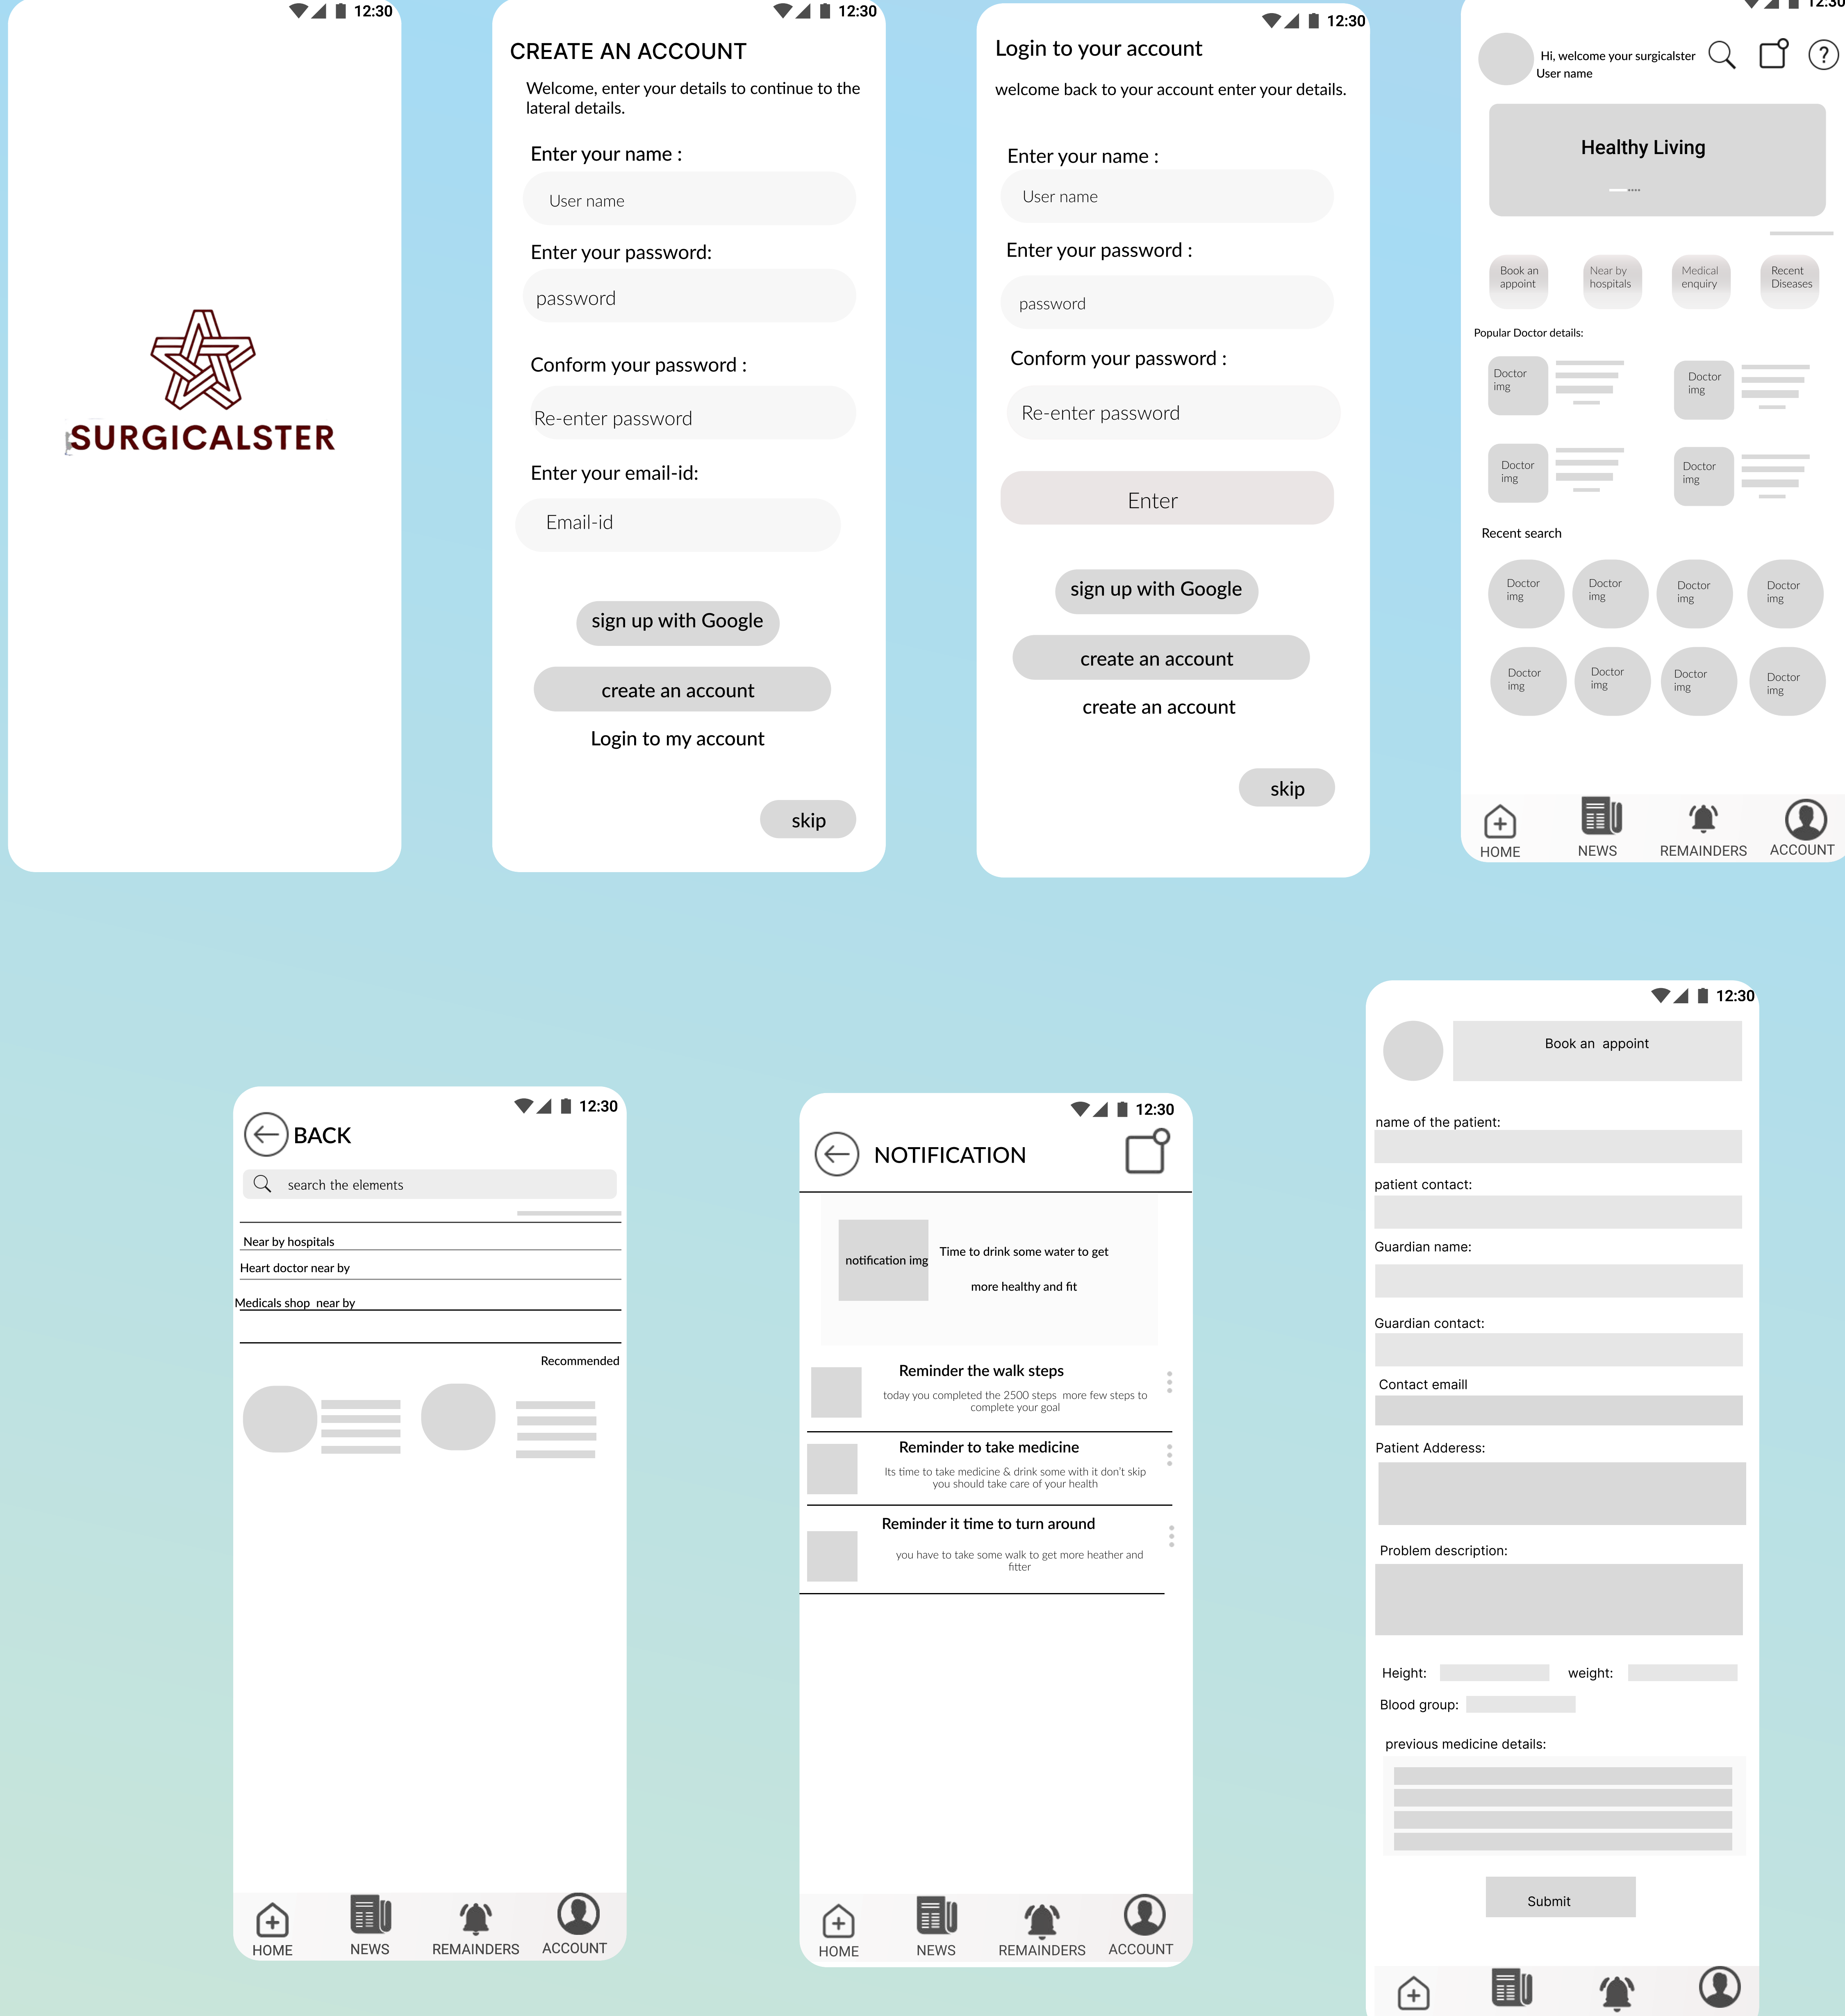 12:30
SURGICALSTER
12:30
CREATE AN ACCOUNT
Welcome, enter your details to continue to the
lateral details.
Enter your name :
User name
Enter your password:
password
Conform your password :
Re-enter password
Enter your email-id:
Email-id
sign up with Google
create an account
Login to my account
skip
12:30
Login to your account
welcome back to your account enter your details.
Enter your name :
User name
Enter your password :
password
Conform your password :
Re-enter password
Enter
sign up with Google
create an account
create an account
skip
12:30
Hi, welcome your surgicalster
User name
?
Healthy Living
Book an
appoint
Near by
hospitals
Medical
enquiry
Recent
Diseases
Popular Doctor details:
Doctor
img
Doctor
img
Doctor
img
Doctor
img
Recent search
Doctor
img
Doctor
img
Doctor
img
Doctor
img
Doctor
img
Doctor
img
Doctor
img
Doctor
img
HOME NEWS REMAINDERS ACCOUNT
12:30
BACK
search the elements
Near by hospitals
Heart doctor near by
Medicals shop  near by
Recommended
HOME NEWS REMAINDERS ACCOUNT
12:30
NOTIFICATION
notification img
Time to drink some water to get
more healthy and fit
Reminder the walk steps
today you completed the 2500 steps  more few steps to
complete your goal
Reminder to take medicine
Its time to take medicine & drink some with it don't skip
you should take care of your health
Reminder it time to turn around
you have to take some walk to get more heather and
fitter
HOME NEWS REMAINDERS ACCOUNT
12:30
Book an  appoint
name of the patient:
patient contact:
Guardian name:
Guardian contact:
Contact emaill
Patient Adderess:
Problem description:
Height: weight:
Blood group:
previous medicine details:
Submit